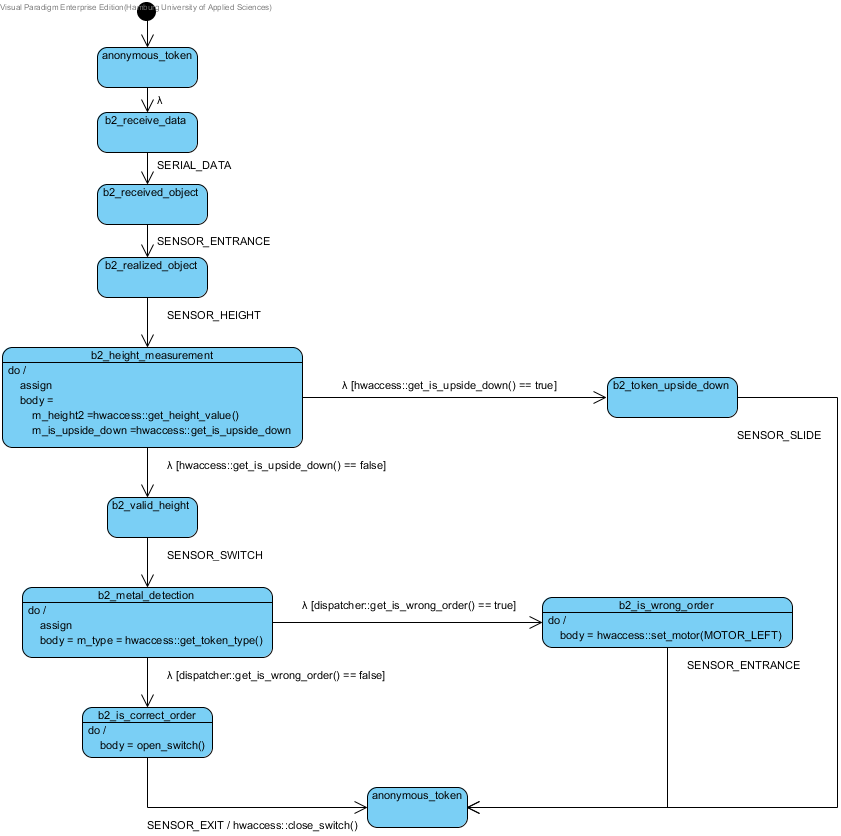 Visual Paradigm Enterprise Edition(Hamburg University of Applied Sciences)
anonymous_token
λ
b2_receive_data
SERIAL_DATA
b2_received_object
SENSOR_ENTRANCE
b2_realized_object
SENSOR_HEIGHT
b2_height_measurement
do /
assign
body =
m_height2 =hwaccess::get_height_value()
m_is_upside_down =hwaccess::get_is_upside_down
λ [hwaccess::get_is_upside_down() == true]
b2_token_upside_down
SENSOR_SLIDE
λ [hwaccess::get_is_upside_down() == false]
b2_valid_height
SENSOR_SWITCH
b2_metal_detection
do /
assign
body = m_type = hwaccess::get_token_type()
λ [dispatcher::get_is_wrong_order() == true]
b2_is_wrong_order
do /
body = hwaccess::set_motor(MOTOR_LEFT)
SENSOR_ENTRANCE
λ [dispatcher::get_is_wrong_order() == false]
b2_is_correct_order
do /
body = open_switch()
anonymous_token
SENSOR_EXIT / hwaccess::close_switch()